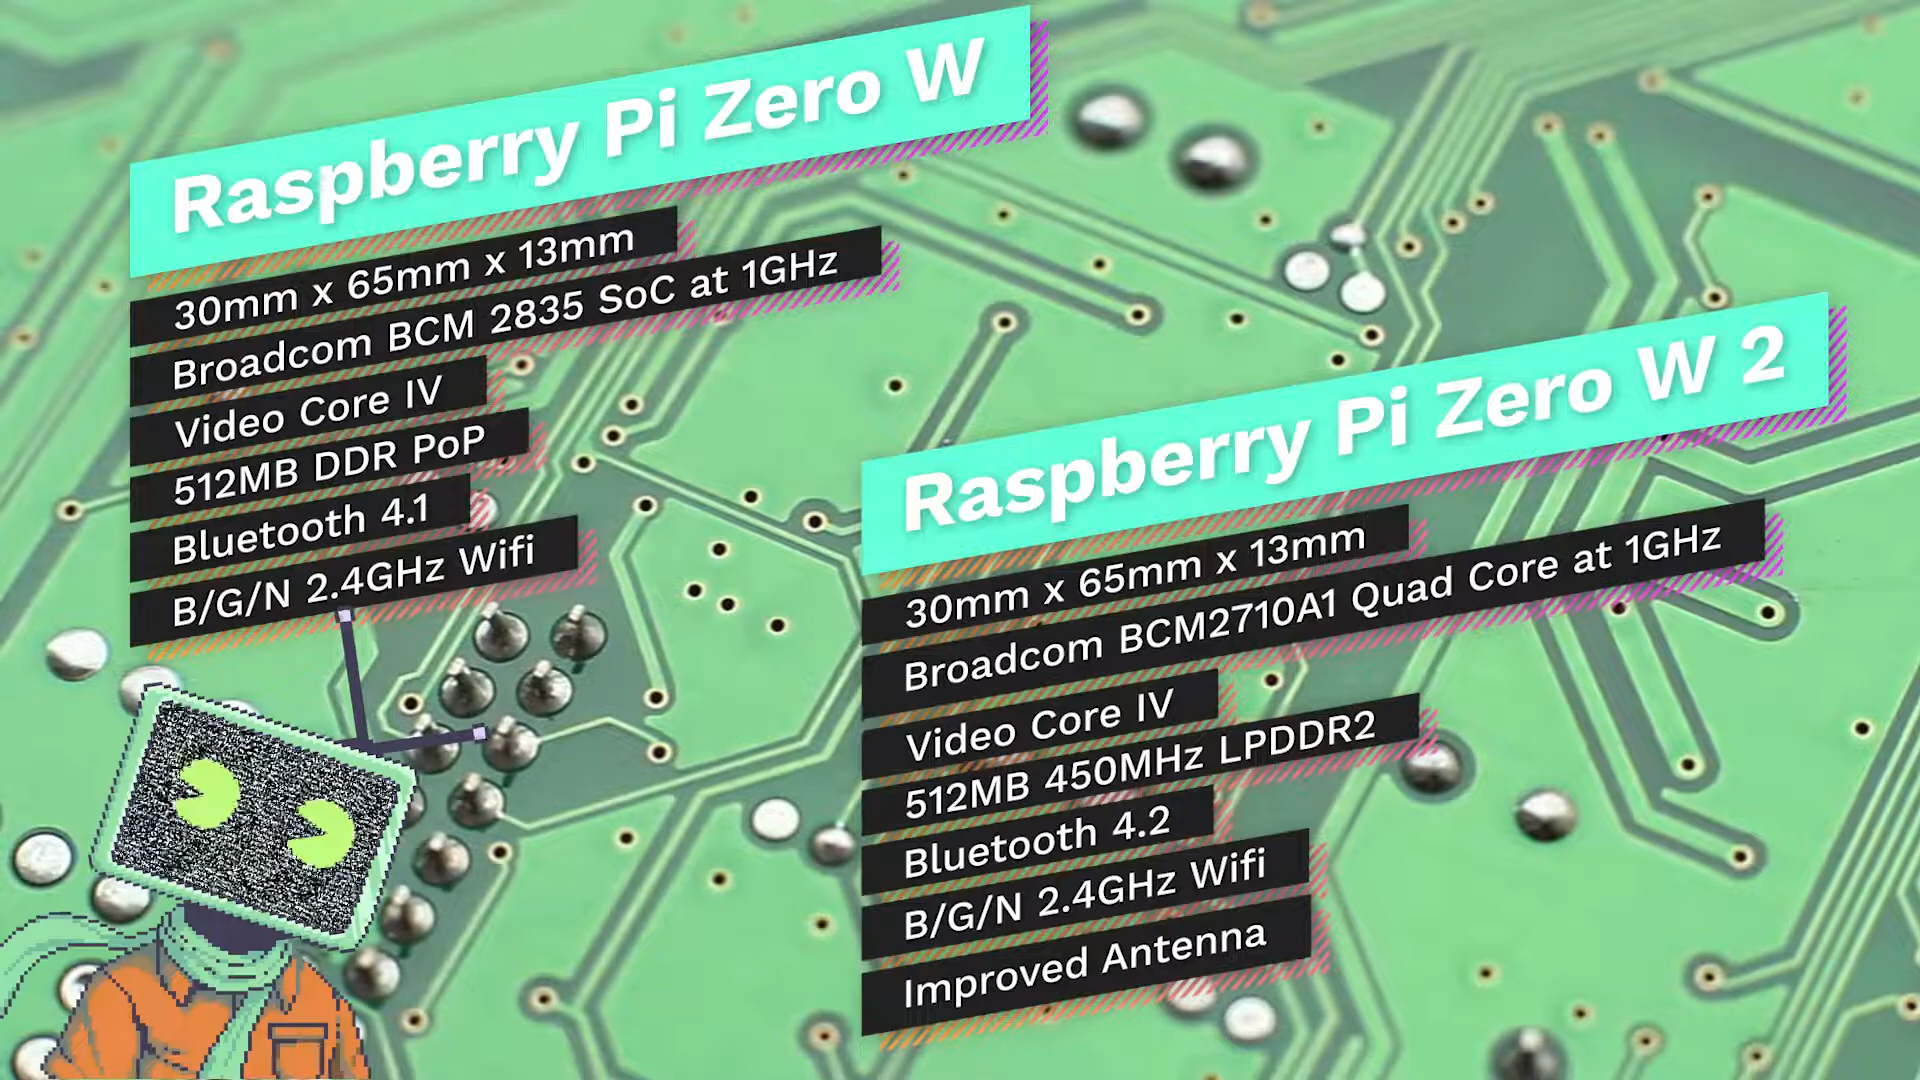 Raspberry Pi Zero W
30mm x 65mm x 13mm
Broadcom BCM 2835 SoC at 1GHz
Video Core IV
512MB DDR PoP
Bluetooth 4.1
B/G/N 2.4GHz Wifi
Raspberry Pi Zero W 2
30mm x 65mm x 13mm
Broadcom BCM2710A1 Quad Core at 1GHz
Video Core IV
512MB 450MHz LPDDR2
Bluetooth 4.2
B/G/N 2.4GHz Wifi
Improved Antenna